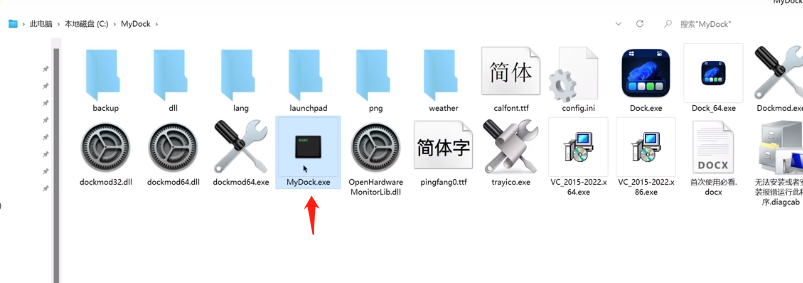 MyDock
此电脑 › 本地磁盘 (C:) › MyDock ›
搜索"MyDock"
简体
backup
dll
lang
launchpad
png
weather
calfont.ttf
config.ini
Dock.exe
Dock_64.exe
Dockmod.exe
简体字
DOCX
dockmod32.dll
dockmod64.dll
dockmod64.exe
MyDock.exe
OpenHardware
MonitorLib.dll
pingfang0.ttf
trayico.exe
VC_2015-2022.x
64.exe
VC_2015-2022.x
86.exe
首次使用必看.
docx
无法安装或者安
装报错运行此程
序.diagcab